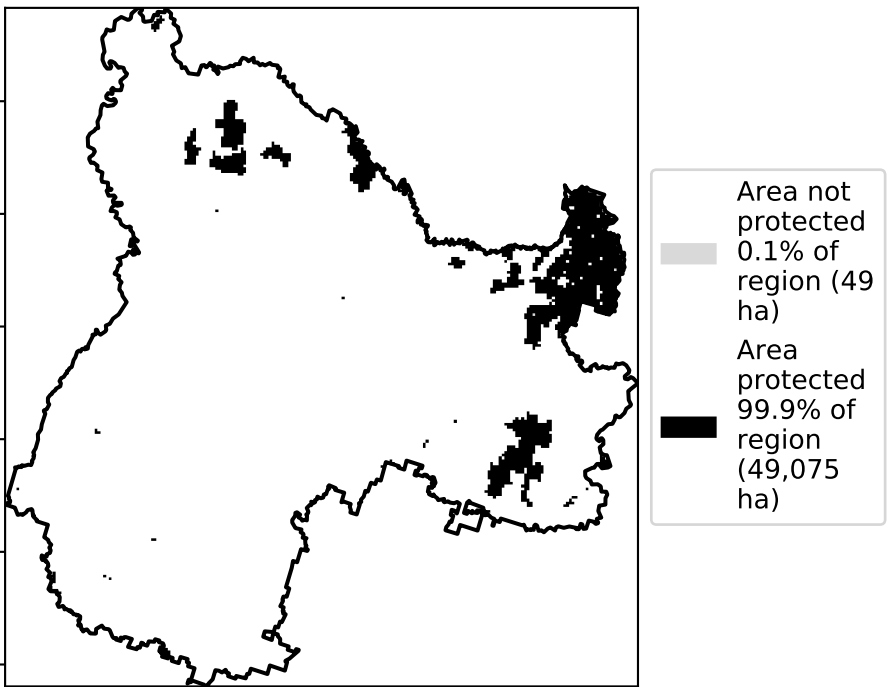 Area not
protected
0.1% of
region (49
ha)
Area
protected
99.9% of
region
(49,075
ha)